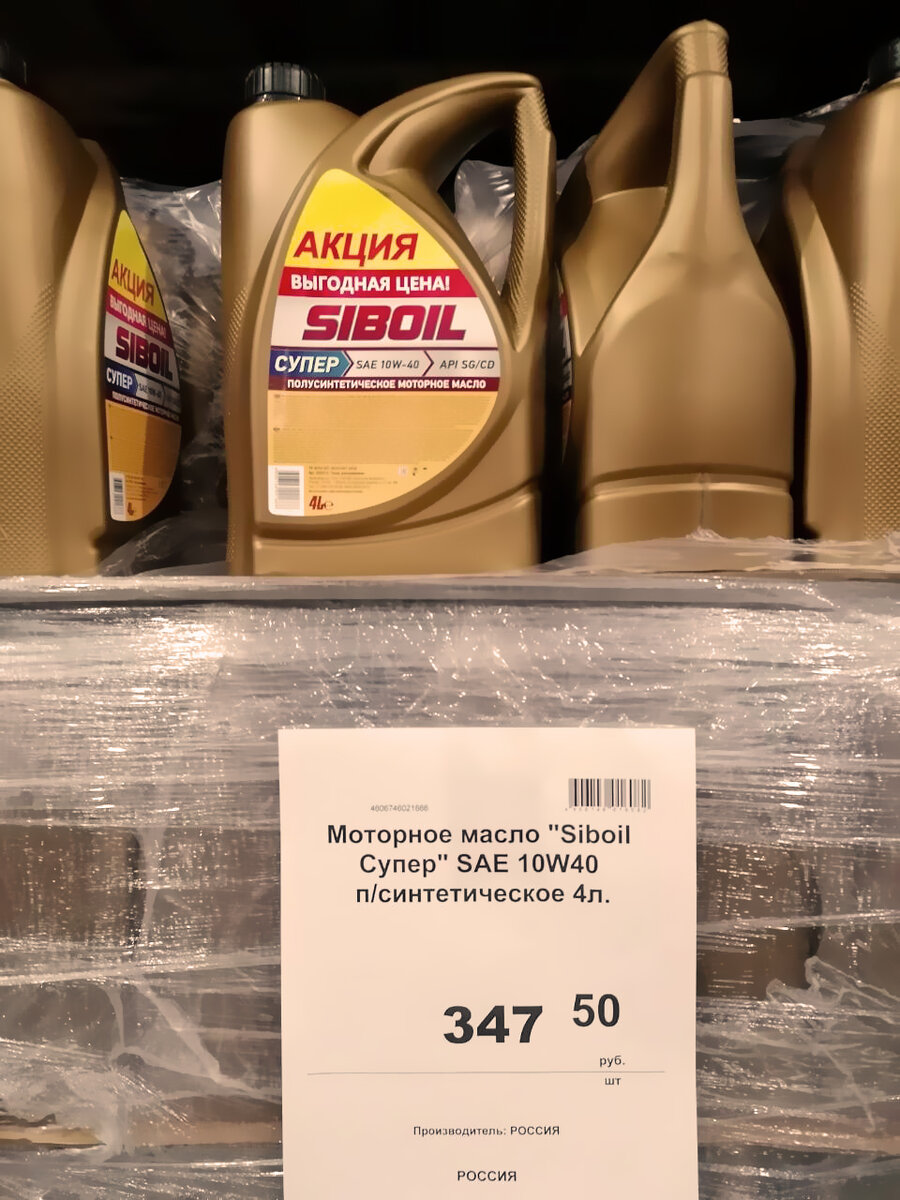 АКЦИЯ
ВЫГОДНАЯ ЦЕНА!
SIBOIL
СУПЕР SAE 10W-40 API SG/CD
ПОЛУСИНТЕТИЧЕСКОЕ МОТОРНОЕ МАСЛО
4L
АКЦИЯ
ВЫГОДНАЯ ЦЕНА!
SIBOIL
СУПЕР
4606746021666
Моторное масло "Siboil
Супер" SAE 10W40
п/синтетическое 4л.
347 50
руб.
шт
Производитель: РОССИЯ
РОССИЯ